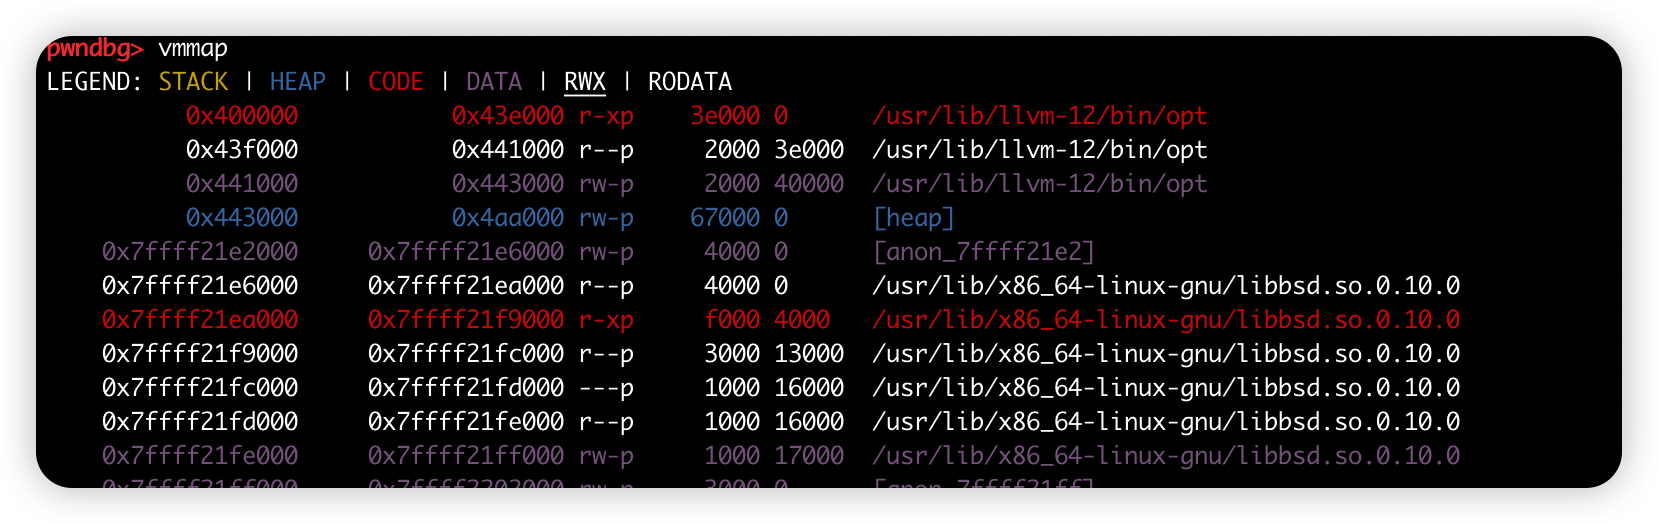 pwndbg> vmmap
LEGEND: STACK | HEAP | CODE | DATA | RWX | RODATA
0x400000 0x43e000 r-xp 3e000 0 /usr/lib/llvm-12/bin/opt
0x43f000 0x441000 r--p 2000 3e000 /usr/lib/llvm-12/bin/opt
0x441000 0x443000 rw-p 2000 40000 /usr/lib/llvm-12/bin/opt
0x443000 0x4aa000 rw-p 67000 0 [heap]
0x7ffff21e2000 0x7ffff21e6000 rw-p 4000 0 [anon_7ffff21e2]
0x7ffff21e6000 0x7ffff21ea000 r--p 4000 0 /usr/lib/x86_64-linux-gnu/libbsd.so.0.10.0
0x7ffff21ea000 0x7ffff21f9000 r-xp f000 4000 /usr/lib/x86_64-linux-gnu/libbsd.so.0.10.0
0x7ffff21f9000 0x7ffff21fc000 r--p 3000 13000 /usr/lib/x86_64-linux-gnu/libbsd.so.0.10.0
0x7ffff21fc000 0x7ffff21fd000 ---p 1000 16000 /usr/lib/x86_64-linux-gnu/libbsd.so.0.10.0
0x7ffff21fd000 0x7ffff21fe000 r--p 1000 16000 /usr/lib/x86_64-linux-gnu/libbsd.so.0.10.0
0x7ffff21fe000 0x7ffff21ff000 rw-p 1000 17000 /usr/lib/x86_64-linux-gnu/libbsd.so.0.10.0
0x7ffff21ff000 0x7ffff2202000 rw-p 3000 0 [anon_7ffff21ff]